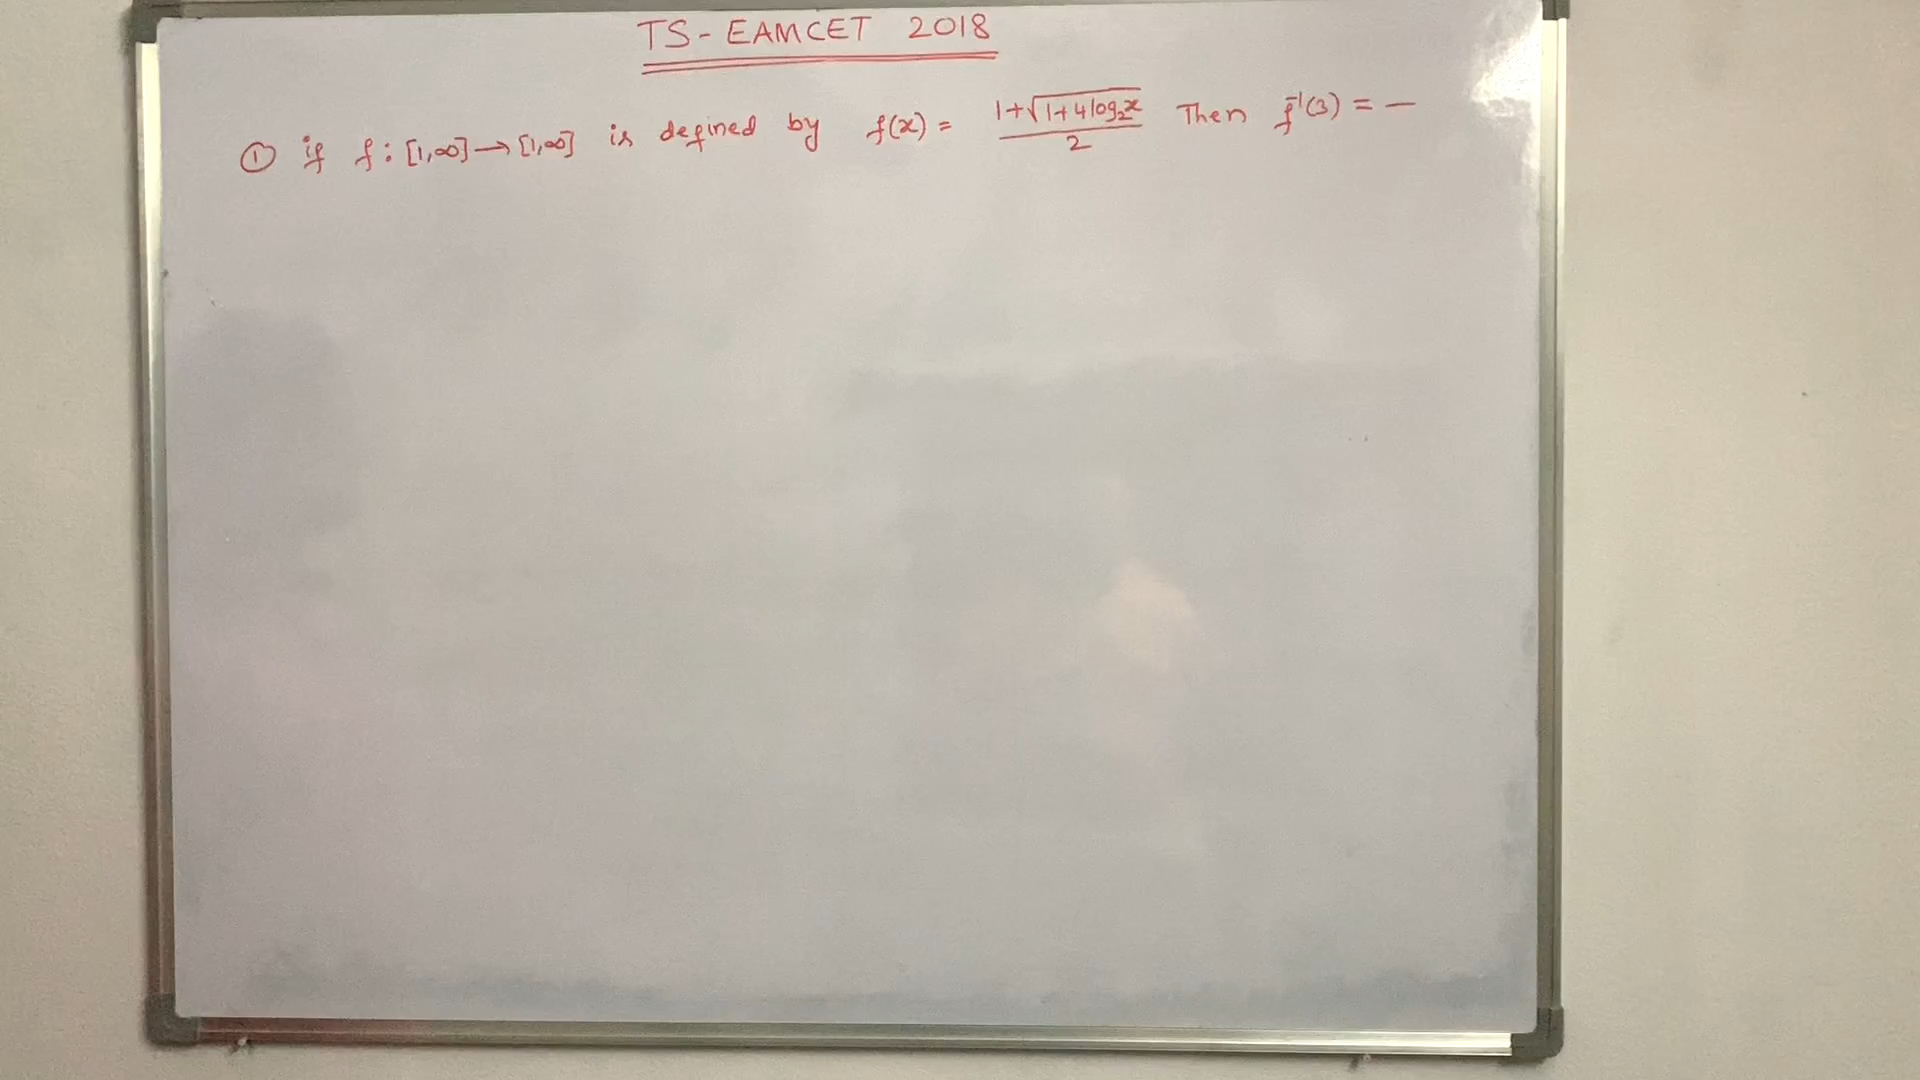 TS - EAMCET 2018
① if f : [1,∞] → [1,∞] is defined by f(x) = (1+√(1+4log₂x))/2 Then f⁻¹(3) = —